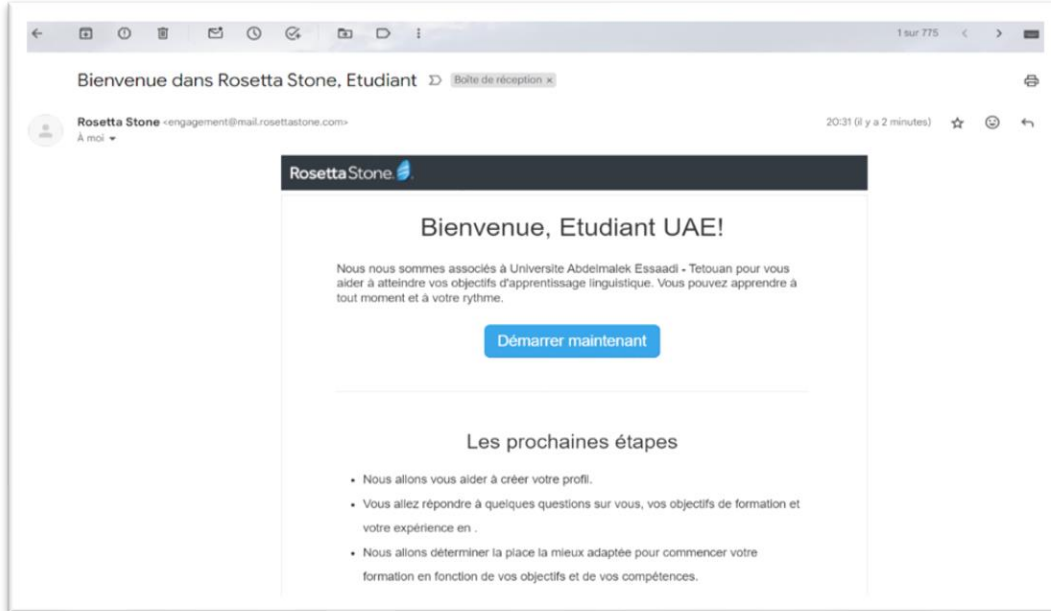 1 sur 775
Bienvenue dans Rosetta Stone, Etudiant Boîte de réception ×
Rosetta Stone <engagement@mail.rosettastone.com> 20:31 (il y a 2 minutes)
À moi
RosettaStone
Bienvenue, Etudiant UAE!
Nous nous sommes associés à Universite Abdelmalek Essaadi - Tetouan pour vous
aider à atteindre vos objectifs d'apprentissage linguistique. Vous pouvez apprendre à
tout moment et à votre rythme.
Démarrer maintenant
Les prochaines étapes
• Nous allons vous aider à créer votre profil.
• Vous allez répondre à quelques questions sur vous, vos objectifs de formation et
votre expérience en .
• Nous allons déterminer la place la mieux adaptée pour commencer votre
formation en fonction de vos objectifs et de vos compétences.